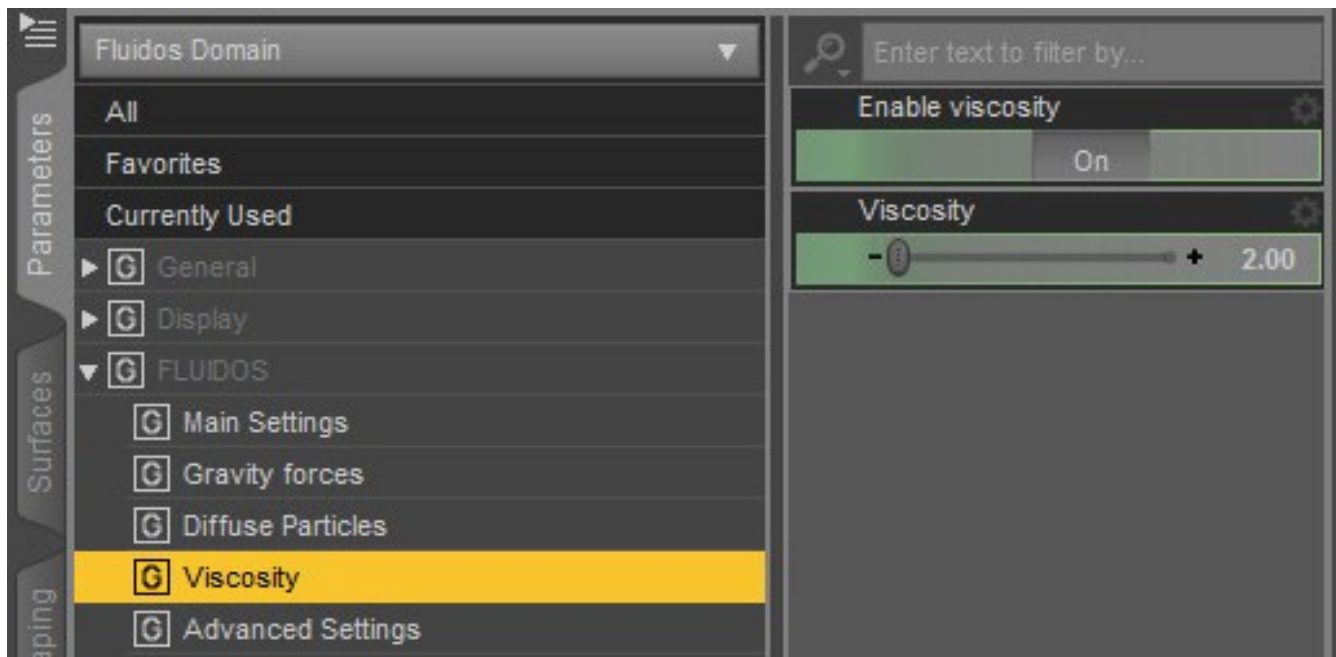 Fluidos Domain
All
Favorites
Currently Used
G General
G Display
G FLUIDOS
G Main Settings
G Gravity forces
G Diffuse Particles
G Viscosity
G Advanced Settings
Parameters
Surfaces
aping
Enter text to filter by...
Enable viscosity
On
Viscosity
- + 2.00